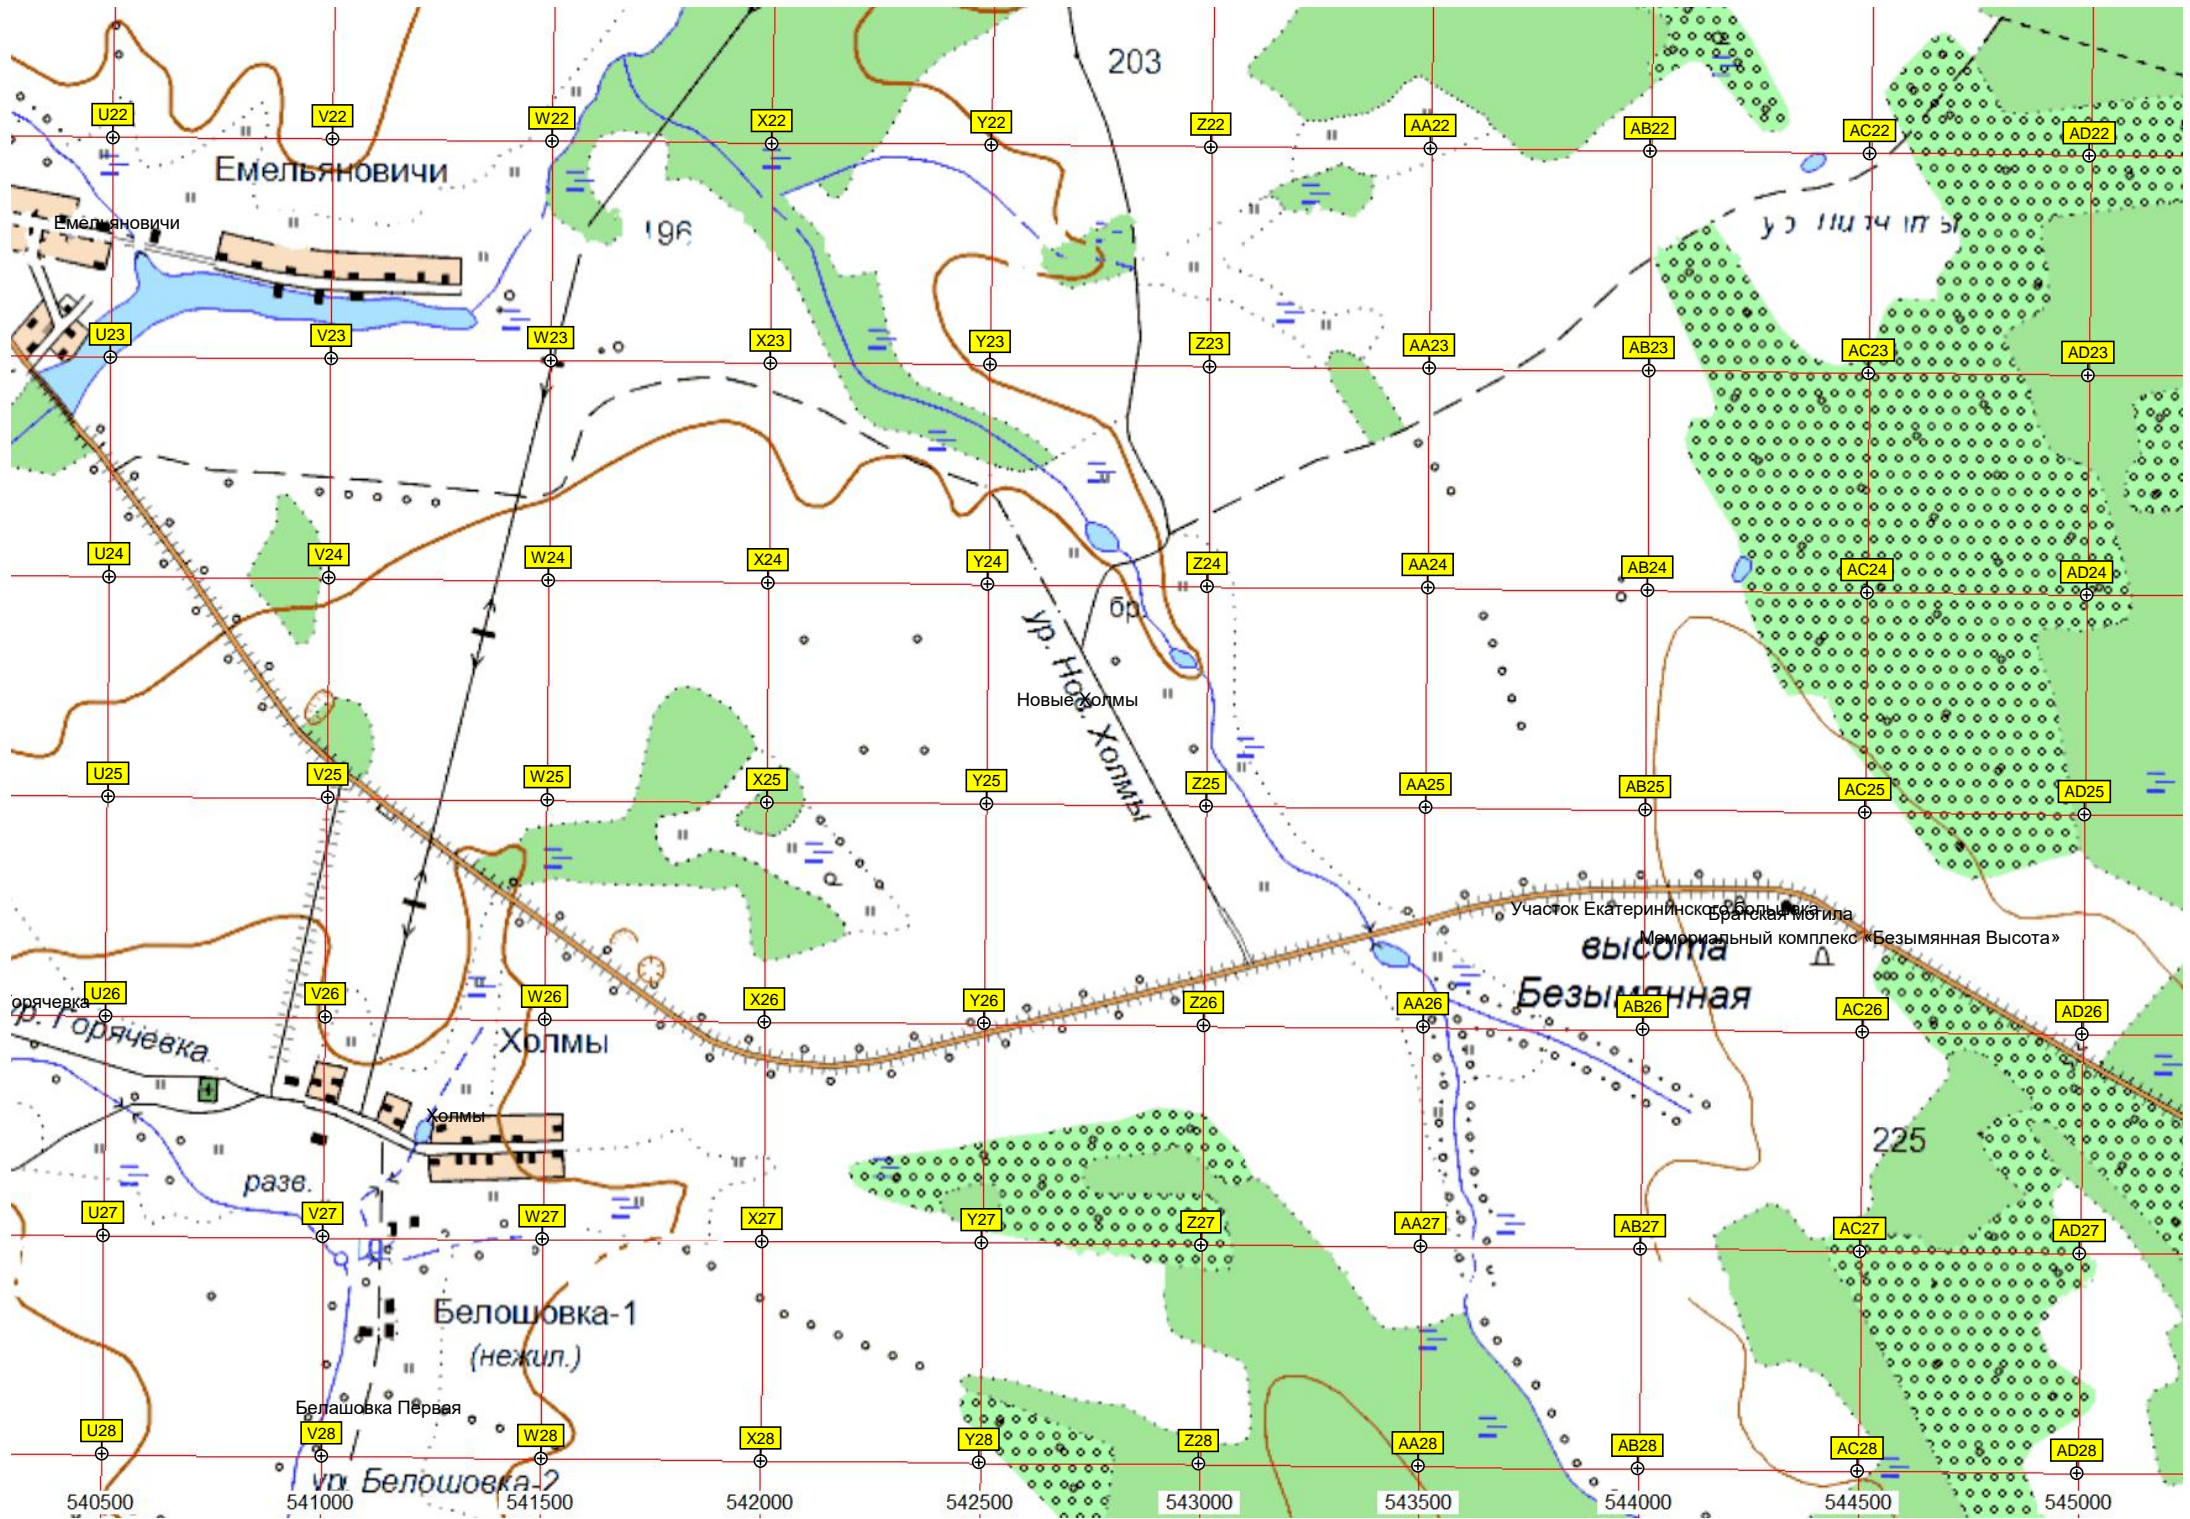 203
U22 V22 W22 X22 Y22 Z22 AA22 AB22 AC22 AD22
Емельяновичи
Емельяновичи
196
U23 V23 W23 X23 Y23 Z23 AA23 AB23 AC23 AD23
U24 V24 W24 X24 Y24 Z24 AA24 AB24 AC24 AD24
бр.
ур. Нов. Холмы
Новые Холмы
U25 V25 W25 X25 Y25 Z25 AA25 AB25 AC25 AD25
Участок Екатерининского большака
Братская могила
Мемориальный комплекс «Безымянная Высота»
высота
Безымянная
U26 V26 W26 X26 Y26 Z26 AA26 AB26 AC26 AD26
орячевка
ур. Горячевка
Холмы
Холмы
225
разв.
U27 V27 W27 X27 Y27 Z27 AA27 AB27 AC27 AD27
Белошовка-1
(нежил.)
Белашовка Первая
U28 V28 W28 X28 Y28 Z28 AA28 AB28 AC28 AD28
ур. Белошовка-2
540500 541000 541500 542000 542500 543000 543500 544000 544500 545000